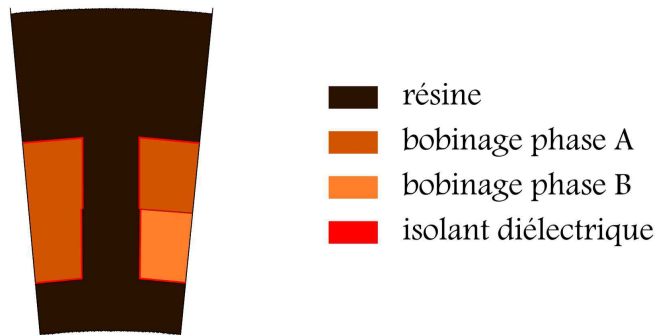 résine
bobinage phase A
bobinage phase B
isolant diélectrique